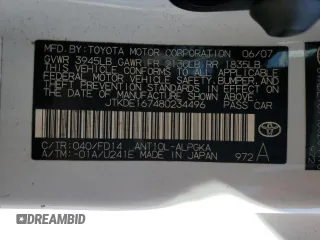 MFD. BY: TOYOTA MOTOR CORPORATION 06/07
GVWR 3945LB GAWR FR 2130LB RR 1835LB
THIS VEHICLE CONFORMS TO ALL APPLICABLE
FEDERAL MOTOR VEHICLE SAFETY, BUMPER, AND
THEFT PREVENTION STANDARDS IN EFFECT ON
THE DATE OF MANUFACTURE SHOWN ABOVE.
JTKDE167480234496 PASS CAR
C/TR: 040/FD14 ANT10L-ALPGKA
A/TM: -01A/U241E MADE IN JAPAN 972 A